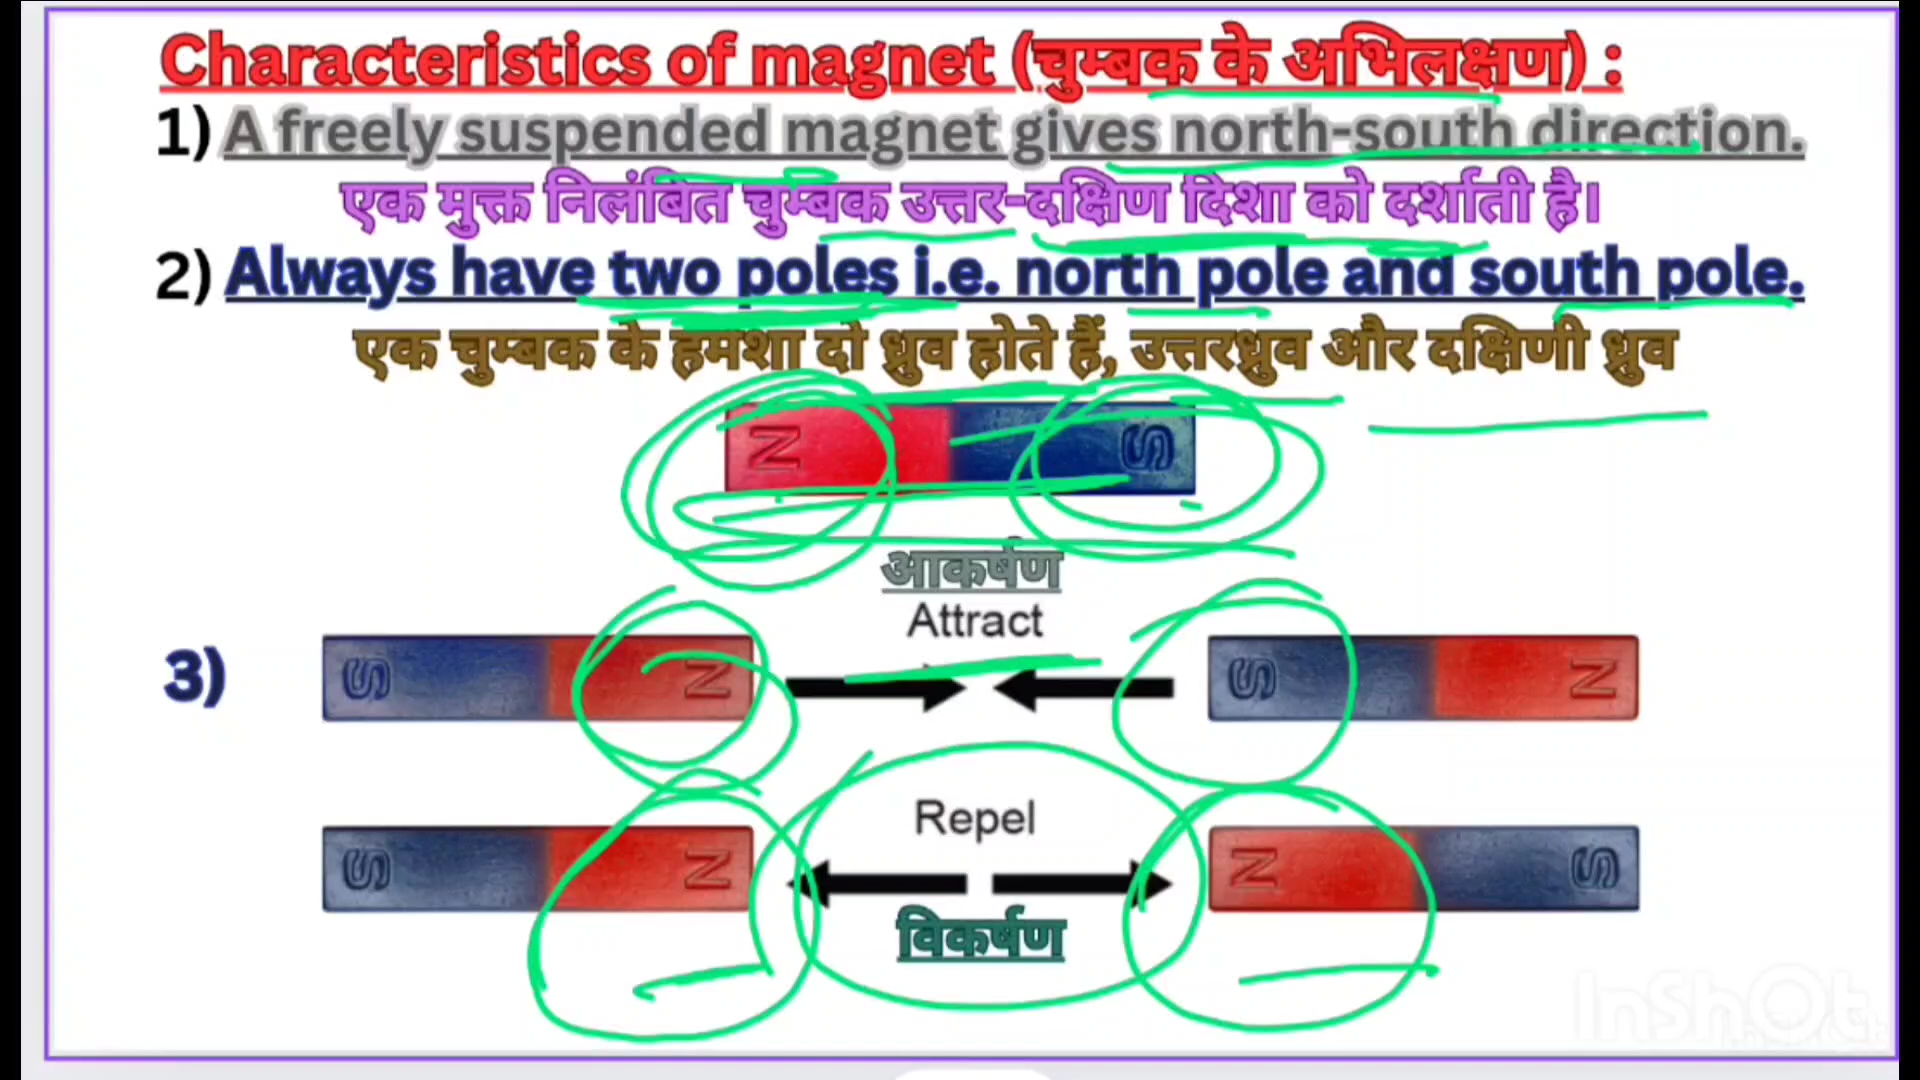 Characteristics of magnet (चुम्बक के अभिलक्षण) :
1) A freely suspended magnet gives north-south direction.
एक मुक्त निलंबित चुम्बक उत्तर-दक्षिण दिशा को दर्शाती है।
2) Always have two poles i.e. north pole and south pole.
एक चुम्बक के हमेशा दो ध्रुव होते हैं, उत्तरध्रुव और दक्षिणी ध्रुव
N S
आकर्षण
Attract
3) S N S N
Repel
S N N S
विकर्षण
InShOt